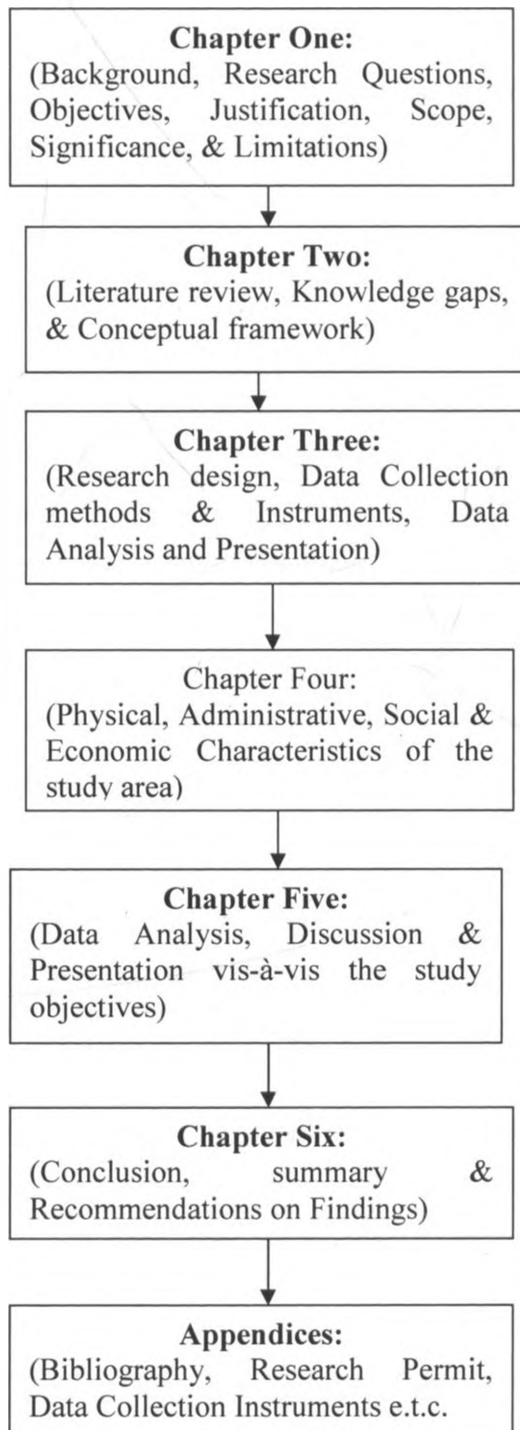 Chapter One:
(Background, Research Questions,
Objectives, Justification, Scope,
Significance, & Limitations)
Chapter Two:
(Literature review, Knowledge gaps,
& Conceptual framework)
Chapter Three:
(Research design, Data Collection
methods & Instruments, Data
Analysis and Presentation)
Chapter Four:
(Physical, Administrative, Social &
Economic Characteristics of the
study area)
Chapter Five:
(Data Analysis, Discussion &
Presentation vis-à-vis the study
objectives)
Chapter Six:
(Conclusion, summary &
Recommendations on Findings)
Appendices:
(Bibliography, Research Permit,
Data Collection Instruments e.t.c.